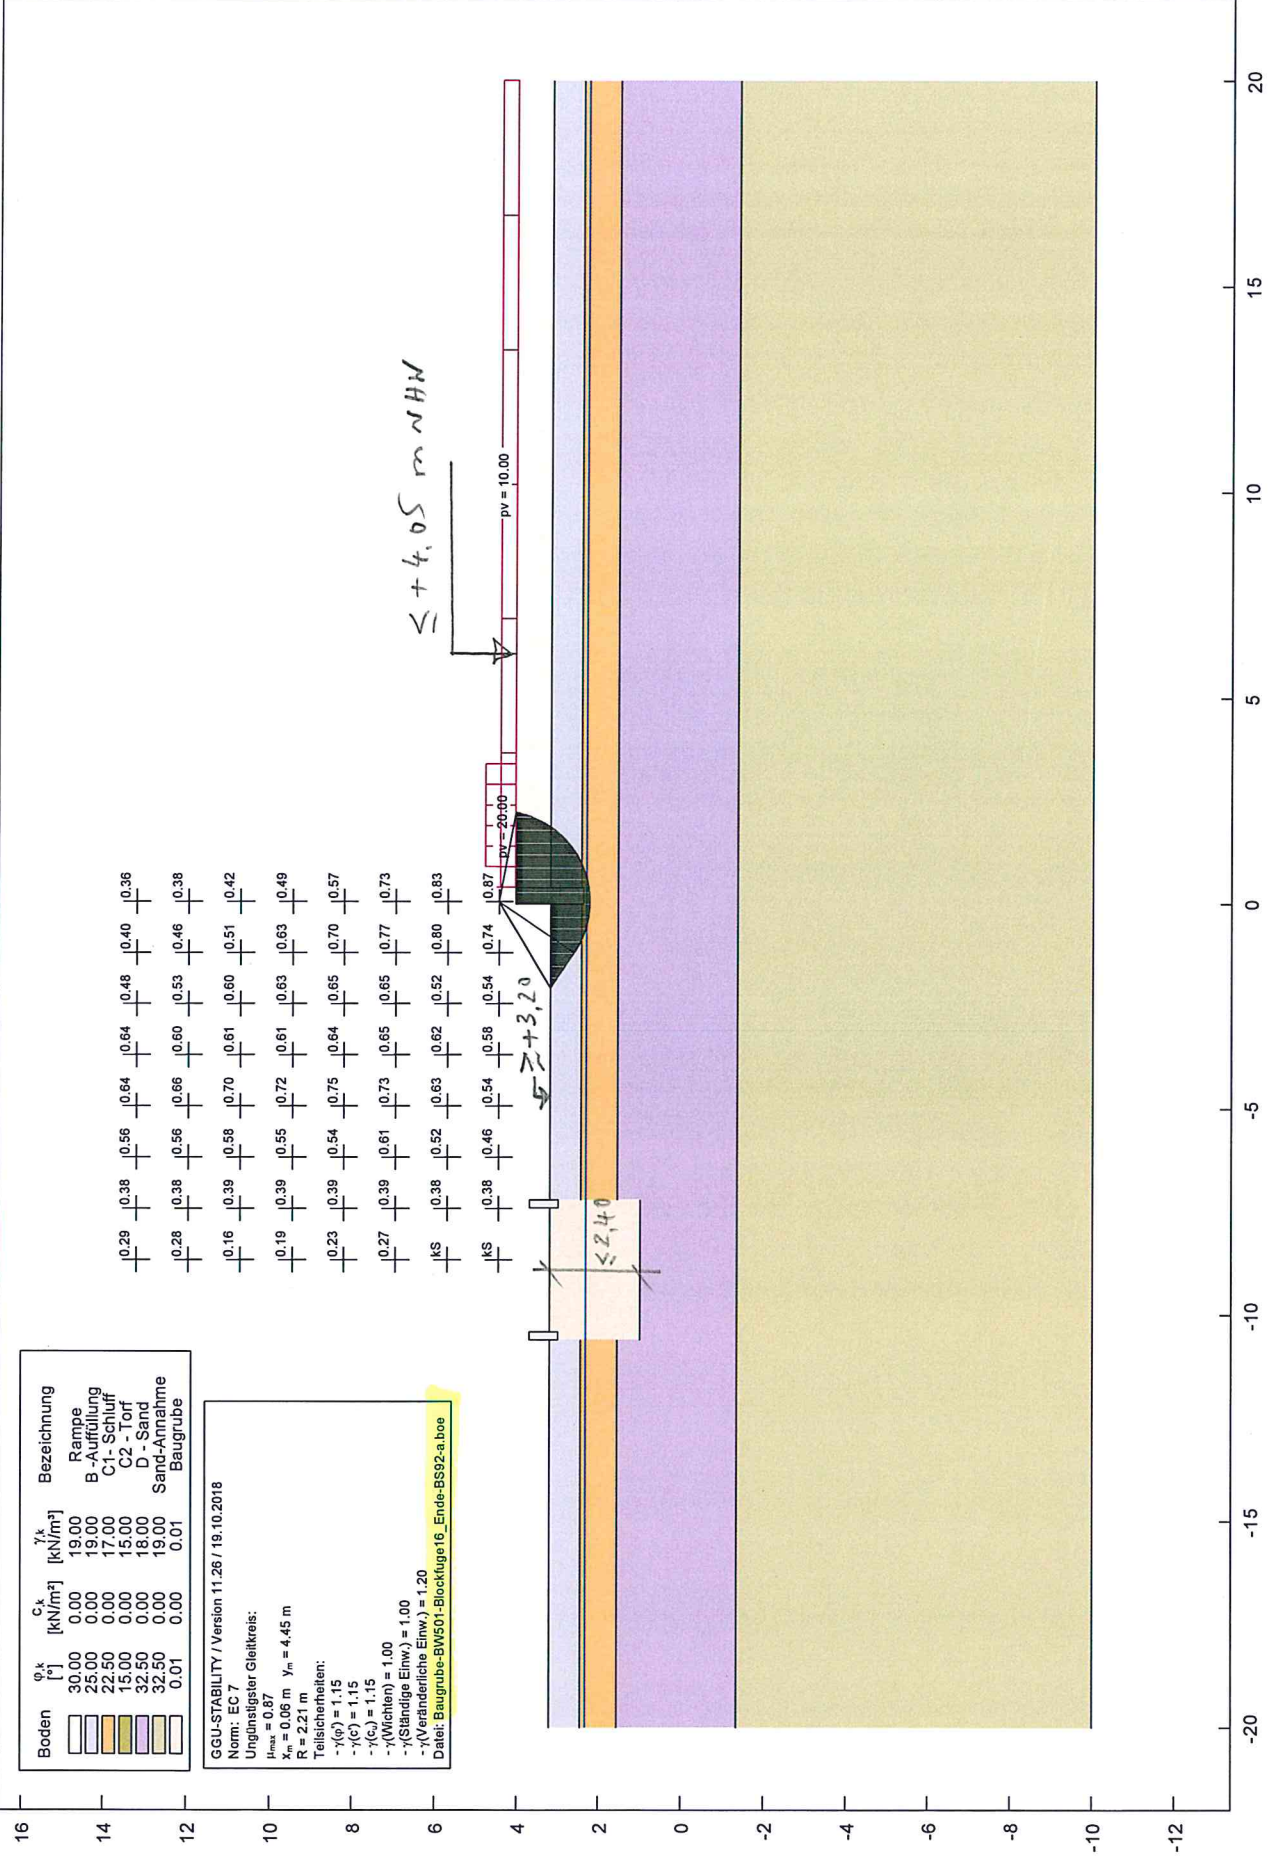 Boden φ,k [°] c,k [kN/m²] γ,k [kN/m³] Bezeichnung
30.00 0.00 19.00 Rampe
25.00 0.00 19.00 B -Auffüllung
22.50 0.00 17.00 C1- Schluff
15.00 0.00 15.00 C2 - Torf
32.50 0.00 18.00 D - Sand
32.50 0.00 19.00 Sand-Annahme
0.01 0.00 0.01 Baugrube
GGU-STABILITY / Version 11.26 / 19.10.2018
Norm: EC 7
Ungünstigster Gleitkreis:
μmax = 0.87
xm = 0.06 m ym = 4.45 m
R = 2.21 m
Teilsicherheiten:
- γ(φ') = 1.15
- γ(c') = 1.15
- γ(cu) = 1.15
- γ(Wichten) = 1.00
- γ(Ständige Einw.) = 1.00
- γ(Veränderliche Einw.) = 1.20
Datei: Baugrube-BW501-Blockfuge16_Ende-BS92-a.boe
0.29 0.38 0.56 0.64 0.64 0.48 0.40 0.36
0.28 0.38 0.56 0.66 0.60 0.53 0.46 0.38
0.16 0.39 0.58 0.70 0.61 0.60 0.51 0.42
0.19 0.39 0.55 0.72 0.61 0.63 0.63 0.49
0.23 0.39 0.54 0.75 0.64 0.65 0.70 0.57
0.27 0.39 0.61 0.73 0.65 0.65 0.77 0.73
kS 0.38 0.52 0.63 0.62 0.52 0.80 0.83
kS 0.38 0.46 0.54 0.58 0.54 0.74 0.87
≤ +4.05 m NHN
pv = 20.00
pv = 10.00
≥+3,20
≤2,40
16
14
12
10
8
6
4
2
0
-2
-4
-6
-8
-10
-12
-20 -15 -10 -5 0 5 10 15 20